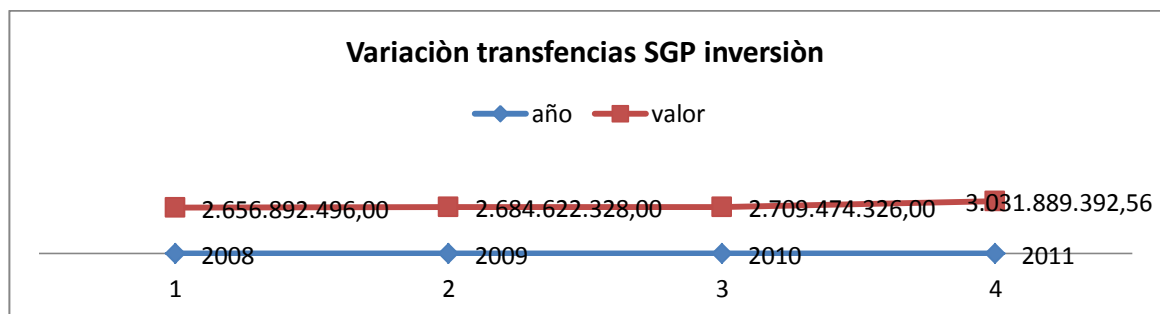 Variaciòn transfencias SGP inversiòn
año valor
2.656.892.496,00 2.684.622.328,00 2.709.474.326,00 3.031.889.392,56
2008 2009 2010 2011
1 2 3 4